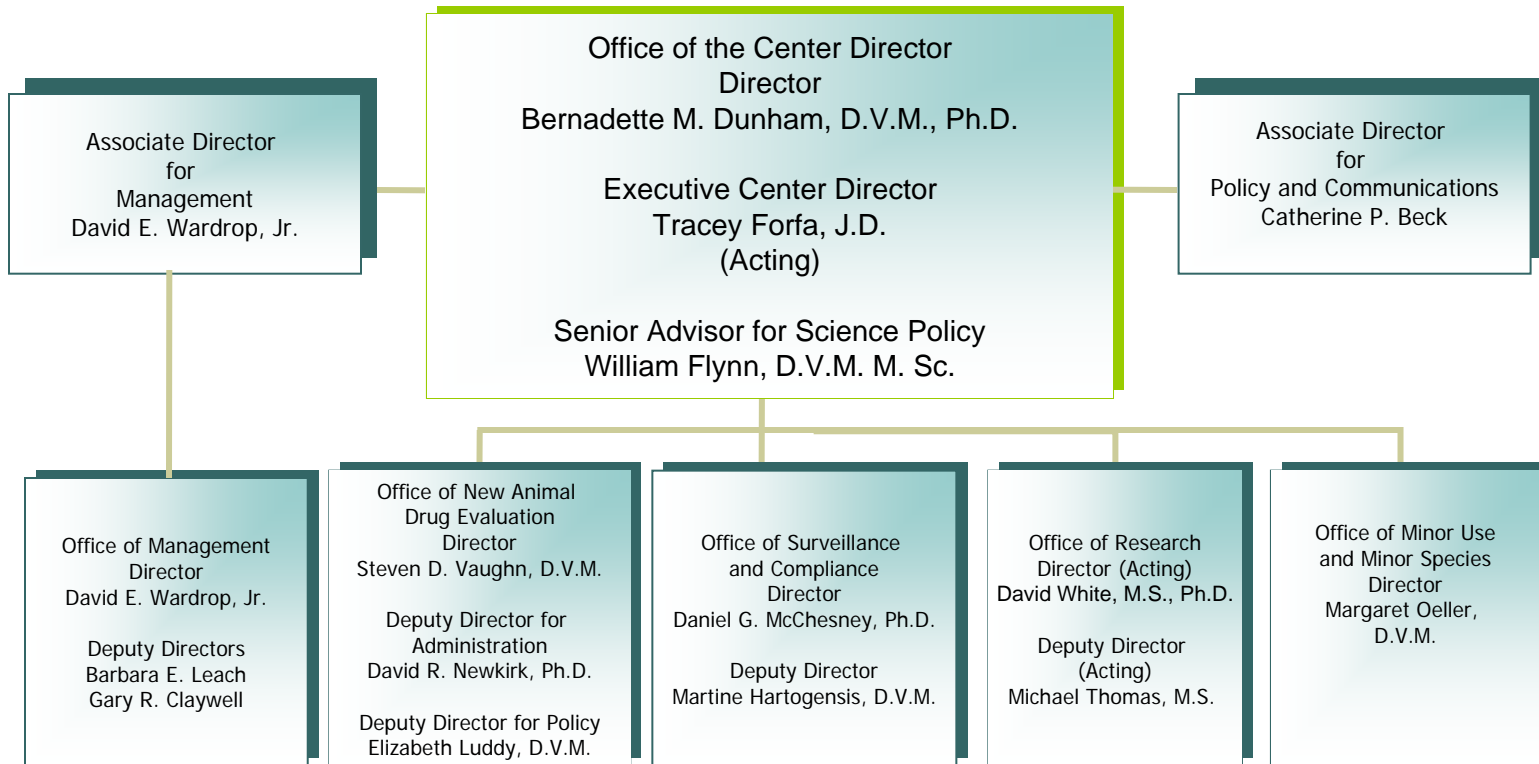 Office of the Center Director
Director
Bernadette M. Dunham, D.V.M., Ph.D.
Executive Center Director
Tracey Forfa, J.D.
(Acting)
Senior Advisor for Science Policy
William Flynn, D.V.M. M. Sc.
Associate Director
for
Management
David E. Wardrop, Jr.
Associate Director
for
Policy and Communications
Catherine P. Beck
Office of Management
Director
David E. Wardrop, Jr.
Deputy Directors
Barbara E. Leach
Gary R. Claywell
Office of New Animal
Drug Evaluation
Director
Steven D. Vaughn, D.V.M.
Deputy Director for
Administration
David R. Newkirk, Ph.D.
Deputy Director for Policy
Elizabeth Luddy, D.V.M.
Office of Surveillance
and Compliance
Director
Daniel G. McChesney, Ph.D.
Deputy Director
Martine Hartogensis, D.V.M.
Office of Research
Director (Acting)
David White, M.S., Ph.D.
Deputy Director
(Acting)
Michael Thomas, M.S.
Office of Minor Use
and Minor Species
Director
Margaret Oeller,
D.V.M.